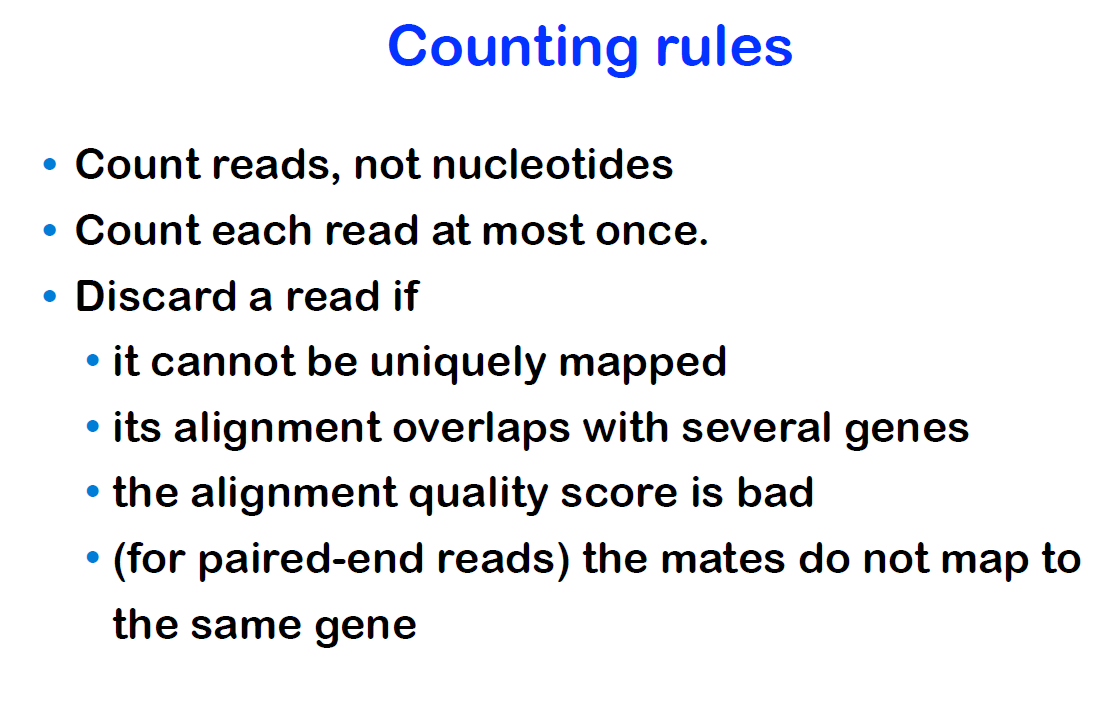 Counting rules
• Count reads, not nucleotides
• Count each read at most once.
• Discard a read if
• it cannot be uniquely mapped
• its alignment overlaps with several genes
• the alignment quality score is bad
• (for paired-end reads) the mates do not map to
the same gene